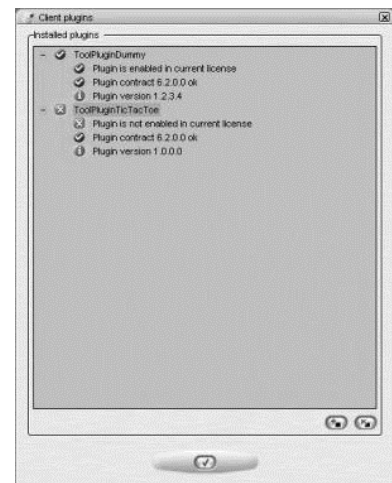 Client plugins
Installed plugins
ToolPluginDummy
Plugin is enabled in current license
Plugin contract 6.2.0.0 ok
Plugin version 1.2.3.4
ToolPluginTicTacToe
Plugin is not enabled in current license
Plugin contract 6.2.0.0 ok
Plugin version 1.0.0.0